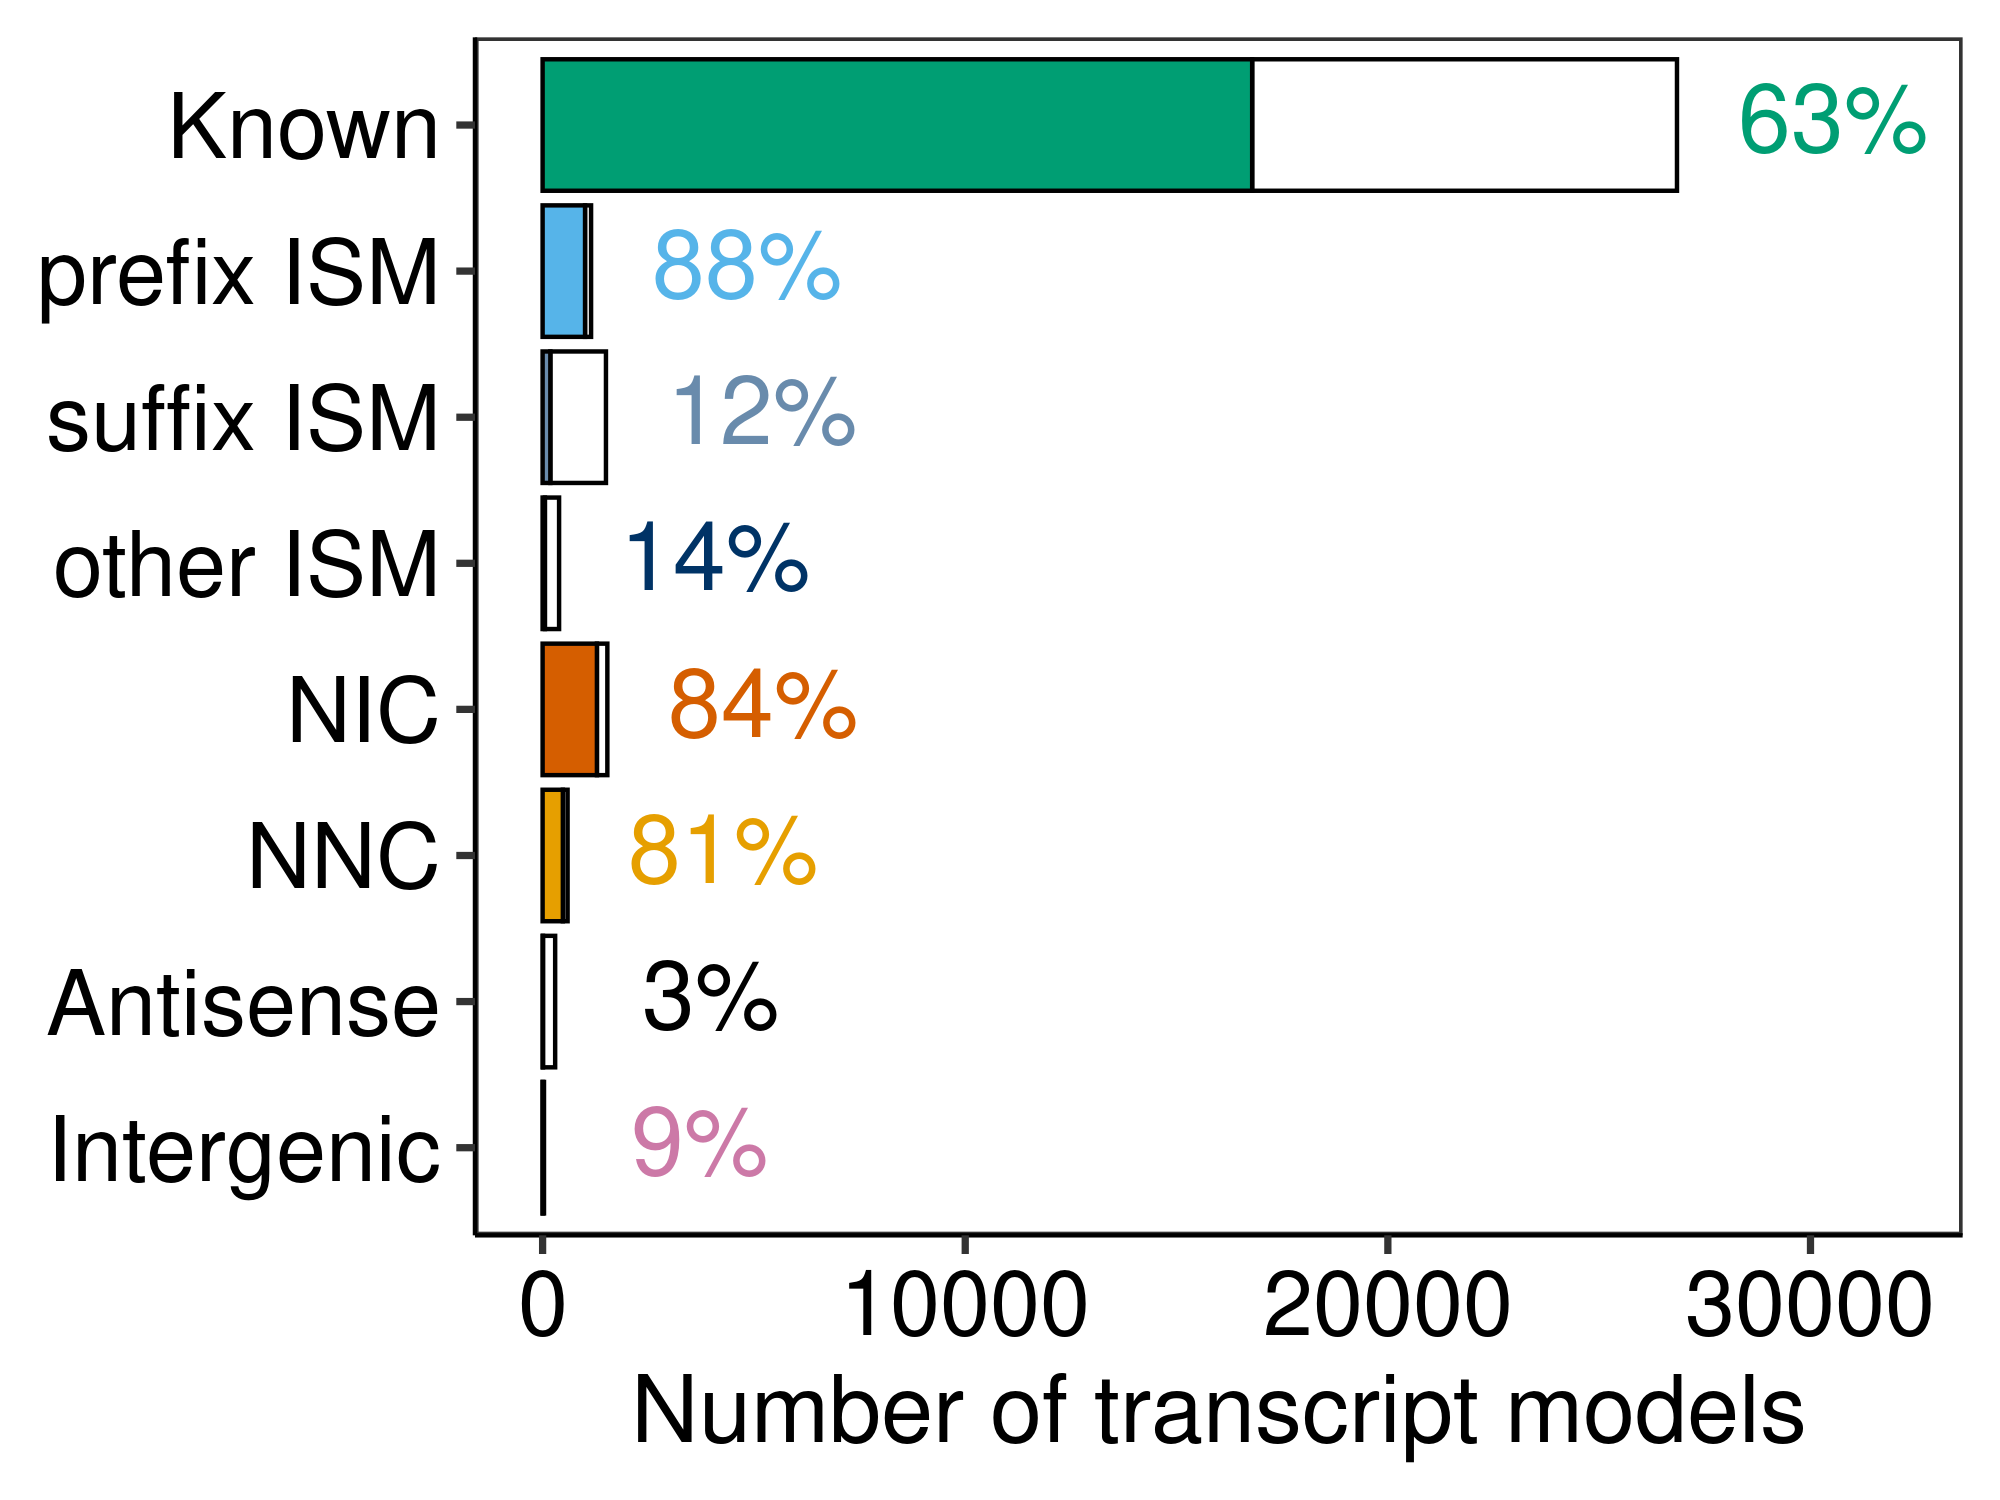 Known 63%
prefix ISM 88%
suffix ISM 12%
other ISM 14%
NIC 84%
NNC 81%
Antisense 3%
Intergenic 9%
0 10000 20000 30000
Number of transcript models